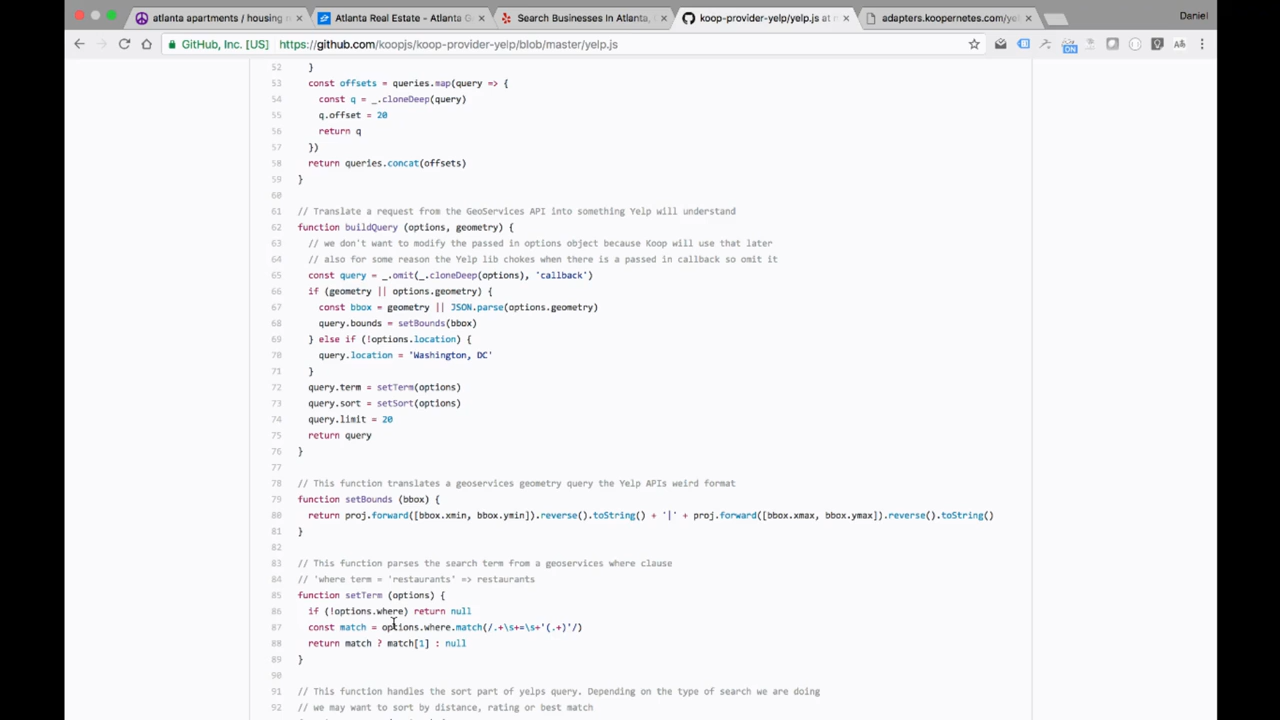 atlanta apartments / housing
Atlanta Real Estate - Atlanta G
Search Businesses In Atlanta,
koop-provider-yelp/yelp.js at
adapters.koopernetes.com/yel
Daniel
GitHub, Inc. [US]
https://github.com/koopjs/koop-provider-yelp/blob/master/yelp.js
ON
52 }
53 const offsets = queries.map(query => {
54 const q = _.cloneDeep(query)
55 q.offset = 20
56 return q
57 })
58 return queries.concat(offsets)
59 }
60
61 // Translate a request from the GeoServices API into something Yelp will understand
62 function buildQuery (options, geometry) {
63 // we don't want to modify the passed in options object because Koop will use that later
64 // also for some reason the Yelp lib chokes when there is a passed in callback so omit it
65 const query = _.omit(_.cloneDeep(options), 'callback')
66 if (geometry || options.geometry) {
67 const bbox = geometry || JSON.parse(options.geometry)
68 query.bounds = setBounds(bbox)
69 } else if (!options.location) {
70 query.location = 'Washington, DC'
71 }
72 query.term = setTerm(options)
73 query.sort = setSort(options)
74 query.limit = 20
75 return query
76 }
77
78 // This function translates a geoservices geometry query the Yelp APIs weird format
79 function setBounds (bbox) {
80 return proj.forward([bbox.xmin, bbox.ymin]).reverse().toString() + '|' + proj.forward([bbox.xmax, bbox.ymax]).reverse().toString()
81 }
82
83 // This function parses the search term from a geoservices where clause
84 // 'where term = 'restaurants' => restaurants
85 function setTerm (options) {
86 if (!options.where) return null
87 const match = options.where.match(/.+\s+=\s+'(.+)'/)
88 return match ? match[1] : null
89 }
90
91 // This function handles the sort part of yelps query. Depending on the type of search we are doing
92 // we may want to sort by distance, rating or best match